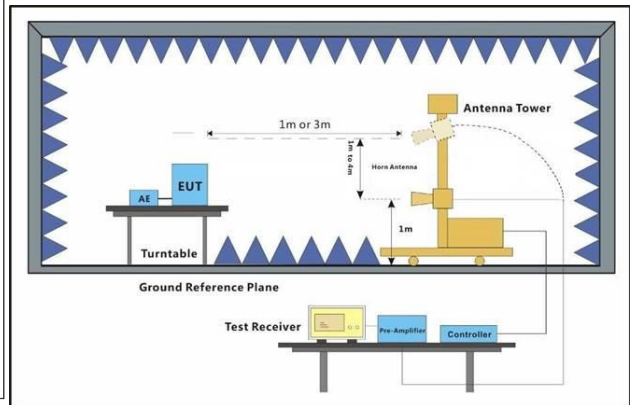 Antenna Tower
1m or 3m
1m to 4m
Horn Antenna
EUT
AE
1m
Turntable
Ground Reference Plane
Test Receiver
Pre-Amplifier
Controller